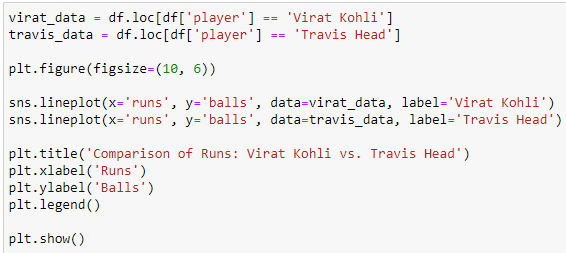 virat_data = df.loc[df['player'] == 'Virat Kohli']
travis_data = df.loc[df['player'] == 'Travis Head']
plt.figure(figsize=(10, 6))
sns.lineplot(x='runs', y='balls', data=virat_data, label='Virat Kohli')
sns.lineplot(x='runs', y='balls', data=travis_data, label='Travis Head')
plt.title('Comparison of Runs: Virat Kohli vs. Travis Head')
plt.xlabel('Runs')
plt.ylabel('Balls')
plt.legend()
plt.show()